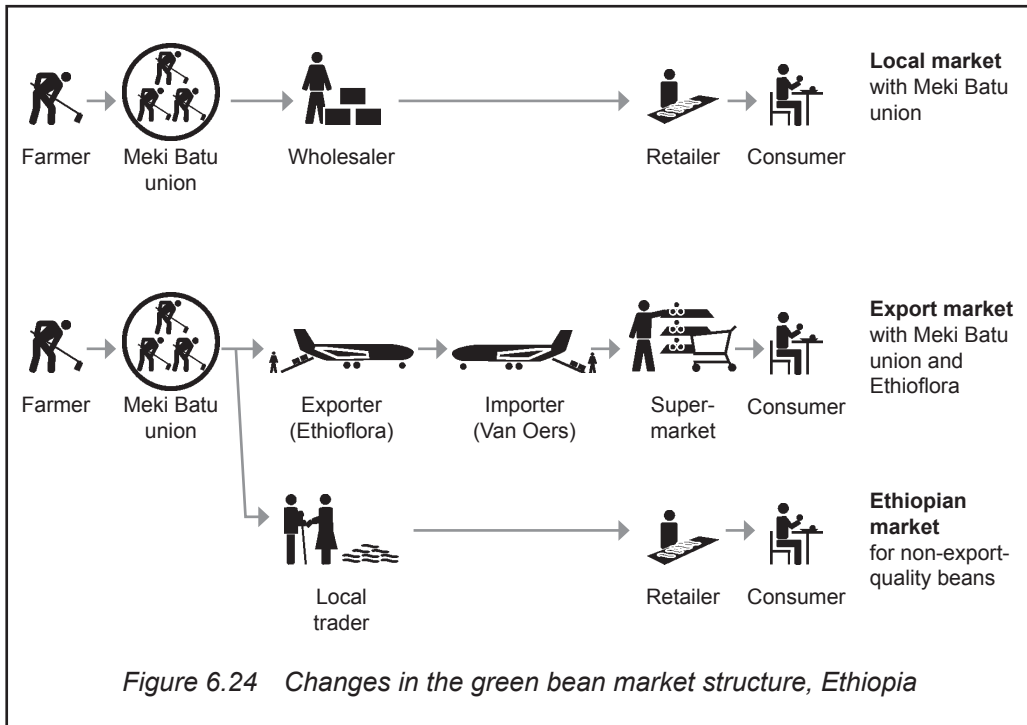 Farmer
Meki Batu
union
Wholesaler
Retailer
Consumer
Local market
with Meki Batu
union
Farmer
Meki Batu
union
Exporter
(Ethioflora)
Importer
(Van Oers)
Super-
market
Consumer
Export market
with Meki Batu
union and
Ethioflora
Local
trader
Retailer
Consumer
Ethiopian
market
for non-export-
quality beans
Figure 6.24 Changes in the green bean market structure, Ethiopia